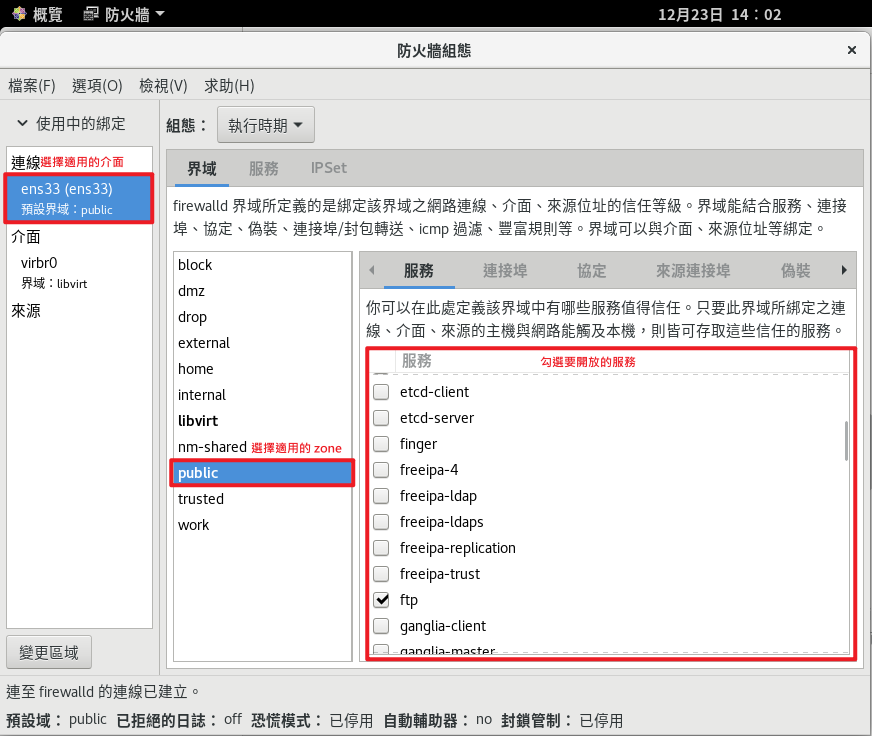 概覽 防火牆 12月23日 14：02
防火牆組態
檔案(F) 選項(O) 檢視(V) 求助(H)
使用中的綁定
連線選擇適用的介面
ens33 (ens33)
預設界域：public
介面
virbr0
界域：libvirt
來源
變更區域
組態： 執行時期
界域 服務 IPSet
firewalld 界域所定義的是綁定該界域之網路連線、介面、來源位址的信任等級。界域能結合服務、連接
埠、協定、偽裝、連接埠/封包轉送、icmp 過濾、豐富規則等。界域可以與介面、來源位址等綁定。
block
dmz
drop
external
home
internal
libvirt
nm-shared 選擇適用的 zone
public
trusted
work
服務 連接埠 協定 來源連接埠 偽裝
你可以在此處定義該界域中有哪些服務值得信任。只要此界域所綁定之連
線、介面、來源的主機與網路能觸及本機，則皆可存取這些信任的服務。
服務 勾選要開放的服務
etcd-client
etcd-server
finger
freeipa-4
freeipa-ldap
freeipa-ldaps
freeipa-replication
freeipa-trust
ftp
ganglia-client
ganglia-master
連至 firewalld 的連線已建立。
預設域： public 已拒絕的日誌： off 恐慌模式： 已停用 自動輔助器： no 封鎖管制： 已停用